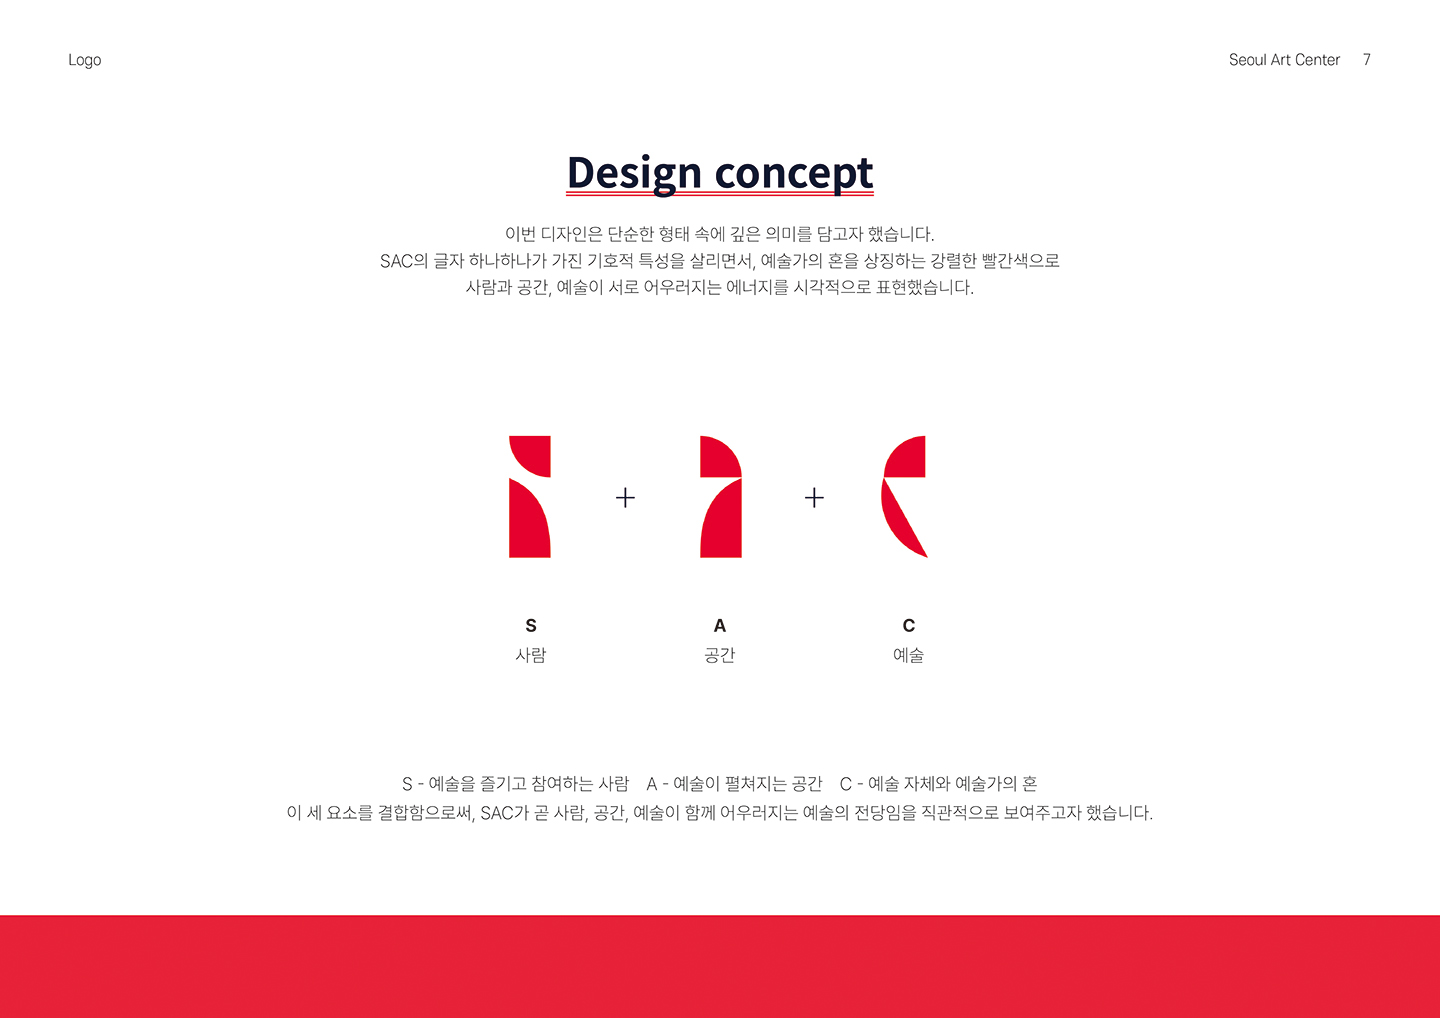 Logo
Seoul Art Center 7
Design concept
이번 디자인은 단순한 형태 속에 깊은 의미를 담고자 했습니다.
SAC의 글자 하나하나가 가진 기호적 특성을 살리면서, 예술가의 혼을 상징하는 강렬한 빨간색으로
사람과 공간, 예술이 서로 어우러지는 에너지를 시각적으로 표현했습니다.
+ +
S A C
사람 공간 예술
S - 예술을 즐기고 참여하는 사람 A - 예술이 펼쳐지는 공간 C - 예술 자체와 예술가의 혼
이 세 요소를 결합함으로써, SAC가 곧 사람, 공간, 예술이 함께 어우러지는 예술의 전당임을 직관적으로 보여주고자 했습니다.